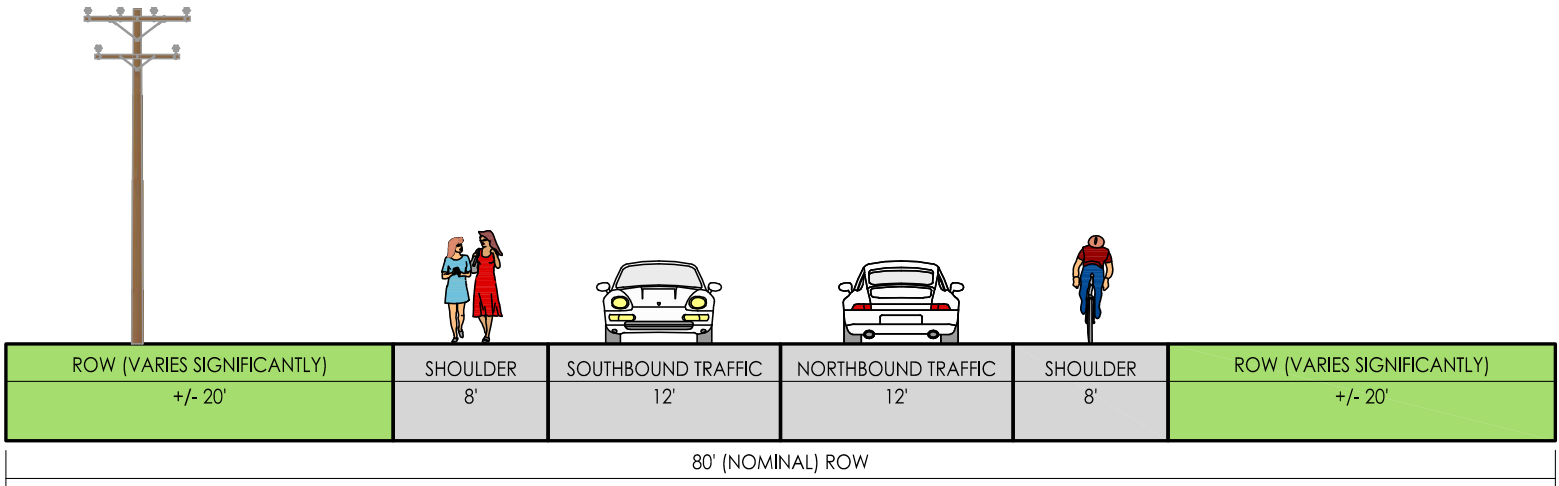 ROW (VARIES SIGNIFICANTLY)
+/- 20'
SHOULDER
8'
SOUTHBOUND TRAFFIC
12'
NORTHBOUND TRAFFIC
12'
SHOULDER
8'
ROW (VARIES SIGNIFICANTLY)
+/- 20'
80' (NOMINAL) ROW